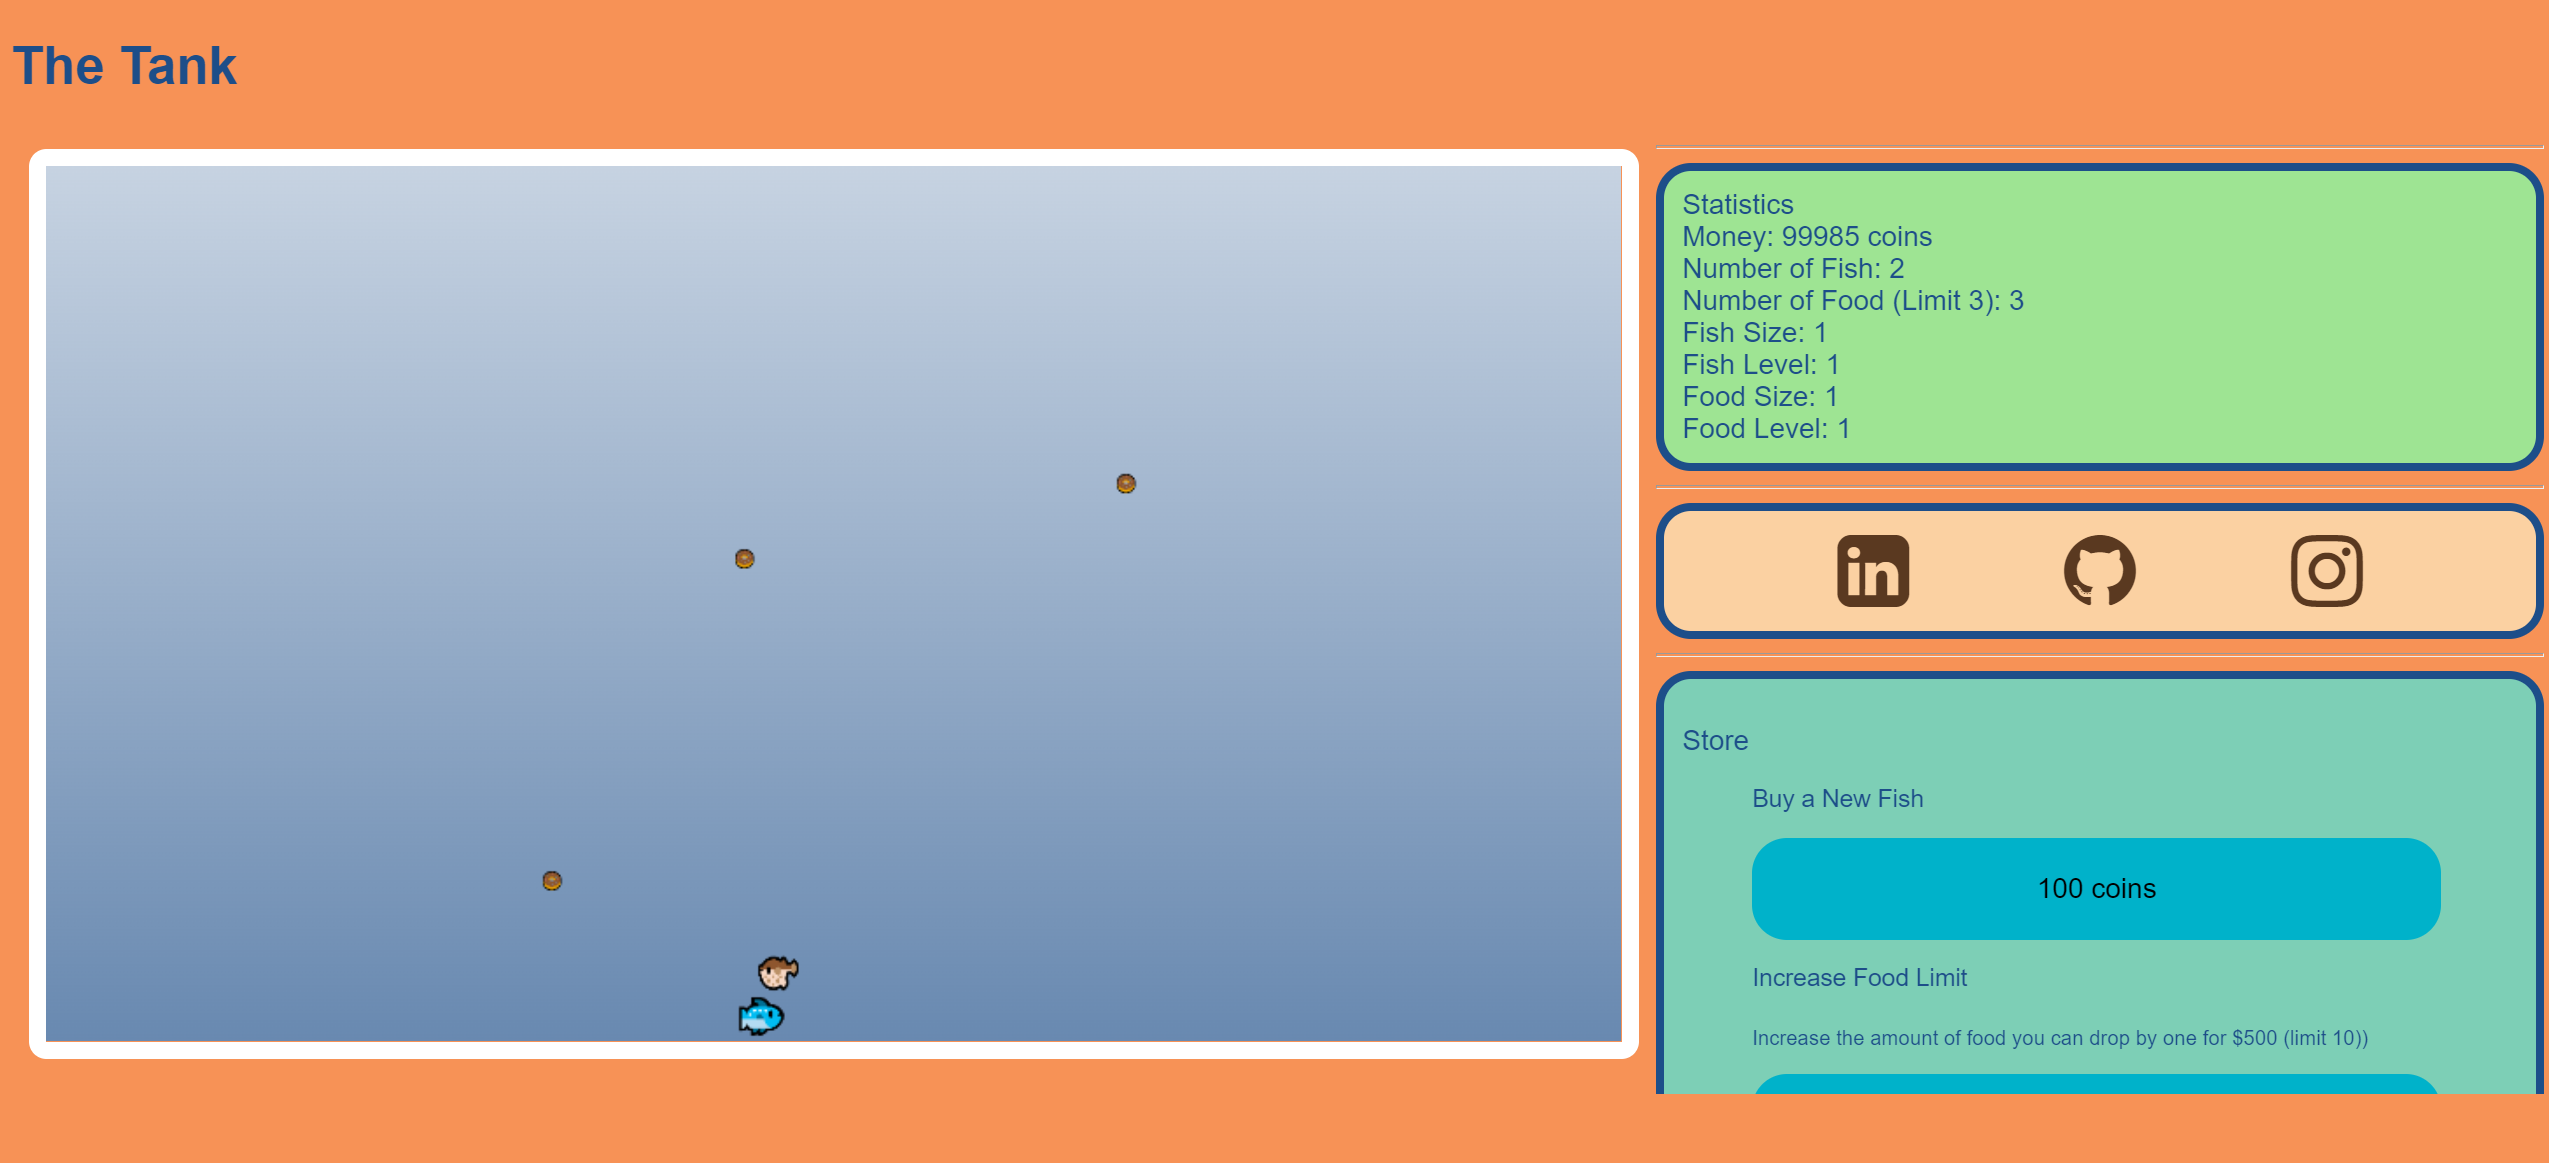 The Tank
Statistics
Money: 99985 coins
Number of Fish: 2
Number of Food (Limit 3): 3
Fish Size: 1
Fish Level: 1
Food Size: 1
Food Level: 1
in
Store
Buy a New Fish
100 coins
Increase Food Limit
Increase the amount of food you can drop by one for $500 (limit 10))